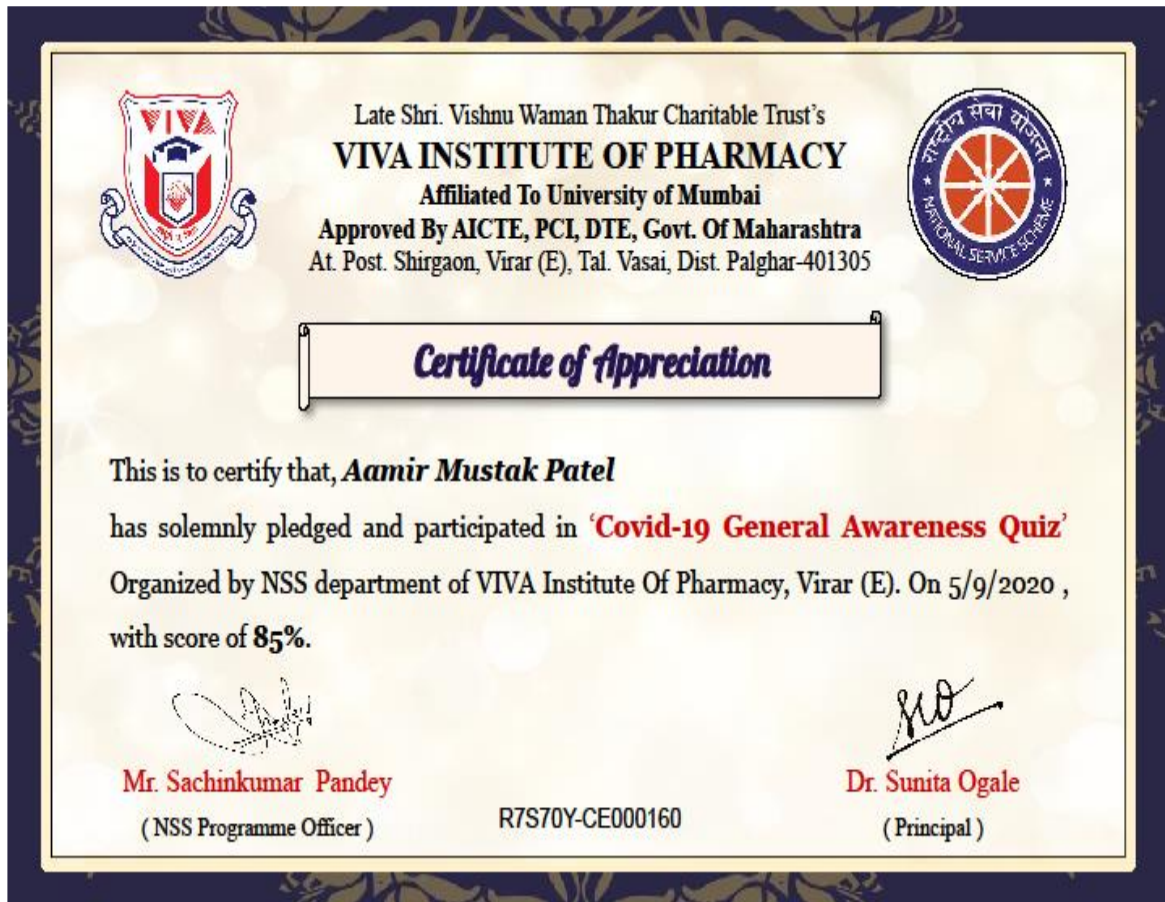 VIVA
Late Shri. Vishnu Waman Thakur Charitable Trust's
VIVA INSTITUTE OF PHARMACY
Affiliated To University of Mumbai
Approved By AICTE, PCI, DTE, Govt. Of Maharashtra
At. Post. Shirgaon, Virar (E), Tal. Vasai, Dist. Palghar-401305
राष्ट्रीय सेवा योजना
NATIONAL SERVICE SCHEME
Certificate of Appreciation
This is to certify that, Aamir Mustak Patel
has solemnly pledged and participated in ‘Covid-19 General Awareness Quiz’
Organized by NSS department of VIVA Institute Of Pharmacy, Virar (E). On 5/9/2020 ,
with score of 85%.
Mr. Sachinkumar Pandey
( NSS Programme Officer )
R7S70Y-CE000160
Dr. Sunita Ogale
( Principal )